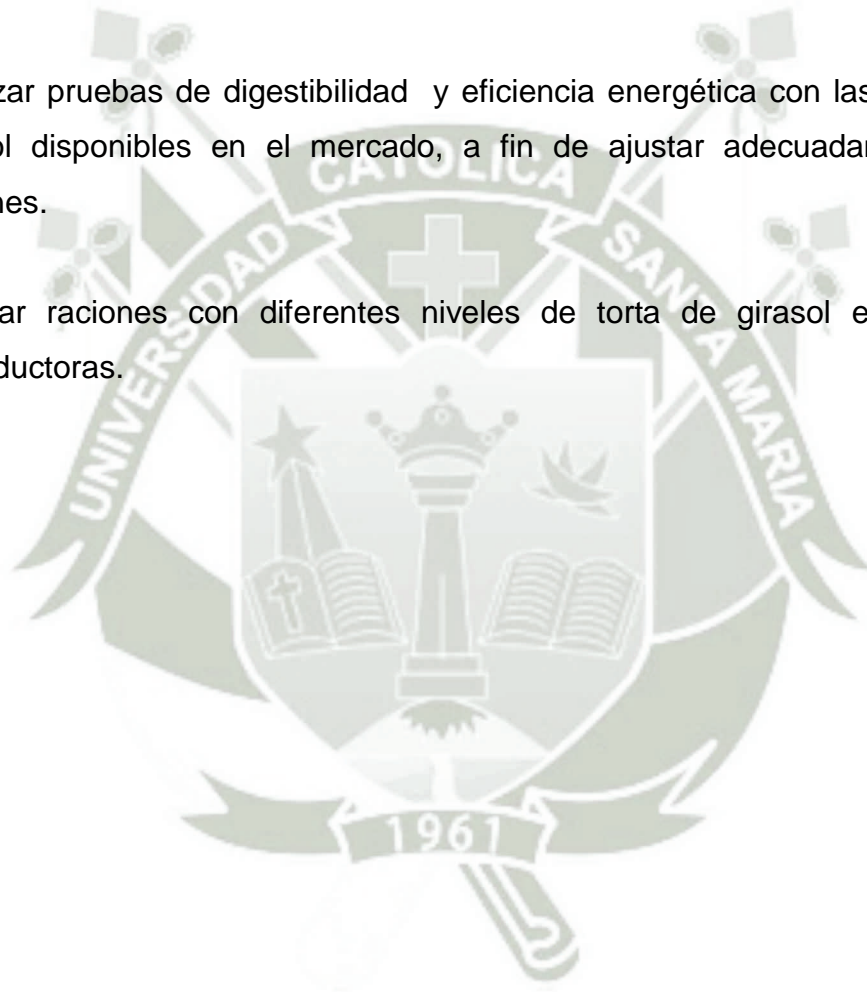 zar pruebas de digestibilidad y eficiencia energética con las
ol disponibles en el mercado, a fin de ajustar adecuadar
nes.
ar raciones con diferentes niveles de torta de girasol e
ductoras.
UNIVERSIDAD CATOLICA SANTA MARIA
1961